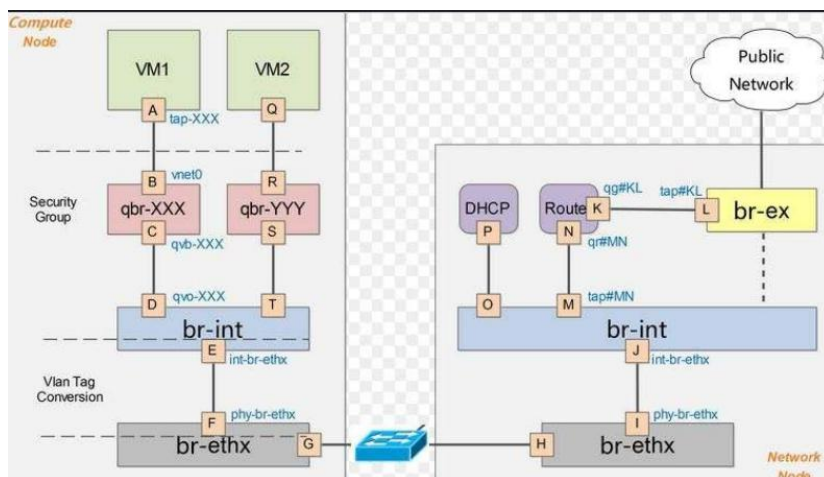 Compute
Node
VM1
VM2
A
tap-XXX
Q
Security
Group
B
vnet0
R
qbr-XXX
qbr-YYY
C
qvb-XXX
S
D
qvo-XXX
T
br-int
E
int-br-ethx
Vlan Tag
Conversion
F
phy-br-ethx
br-ethx
G
Public
Network
DHCP
P
Route
K
qg#KL
tap#KL
L
br-ex
N
qr#MN
O
M
tap#MN
br-int
J
int-br-ethx
I
phy-br-ethx
H
br-ethx
Network
Node